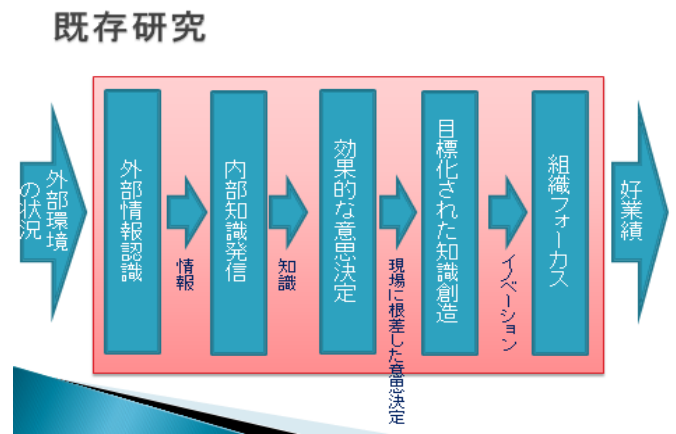 既存研究
外部環境
の状況
外部情報認識
情報
内部知識発信
知識
効果的な意思決定
現場に根差した意思決定
目標化された知識創造
イノベーション
組織フォーカス
好業績